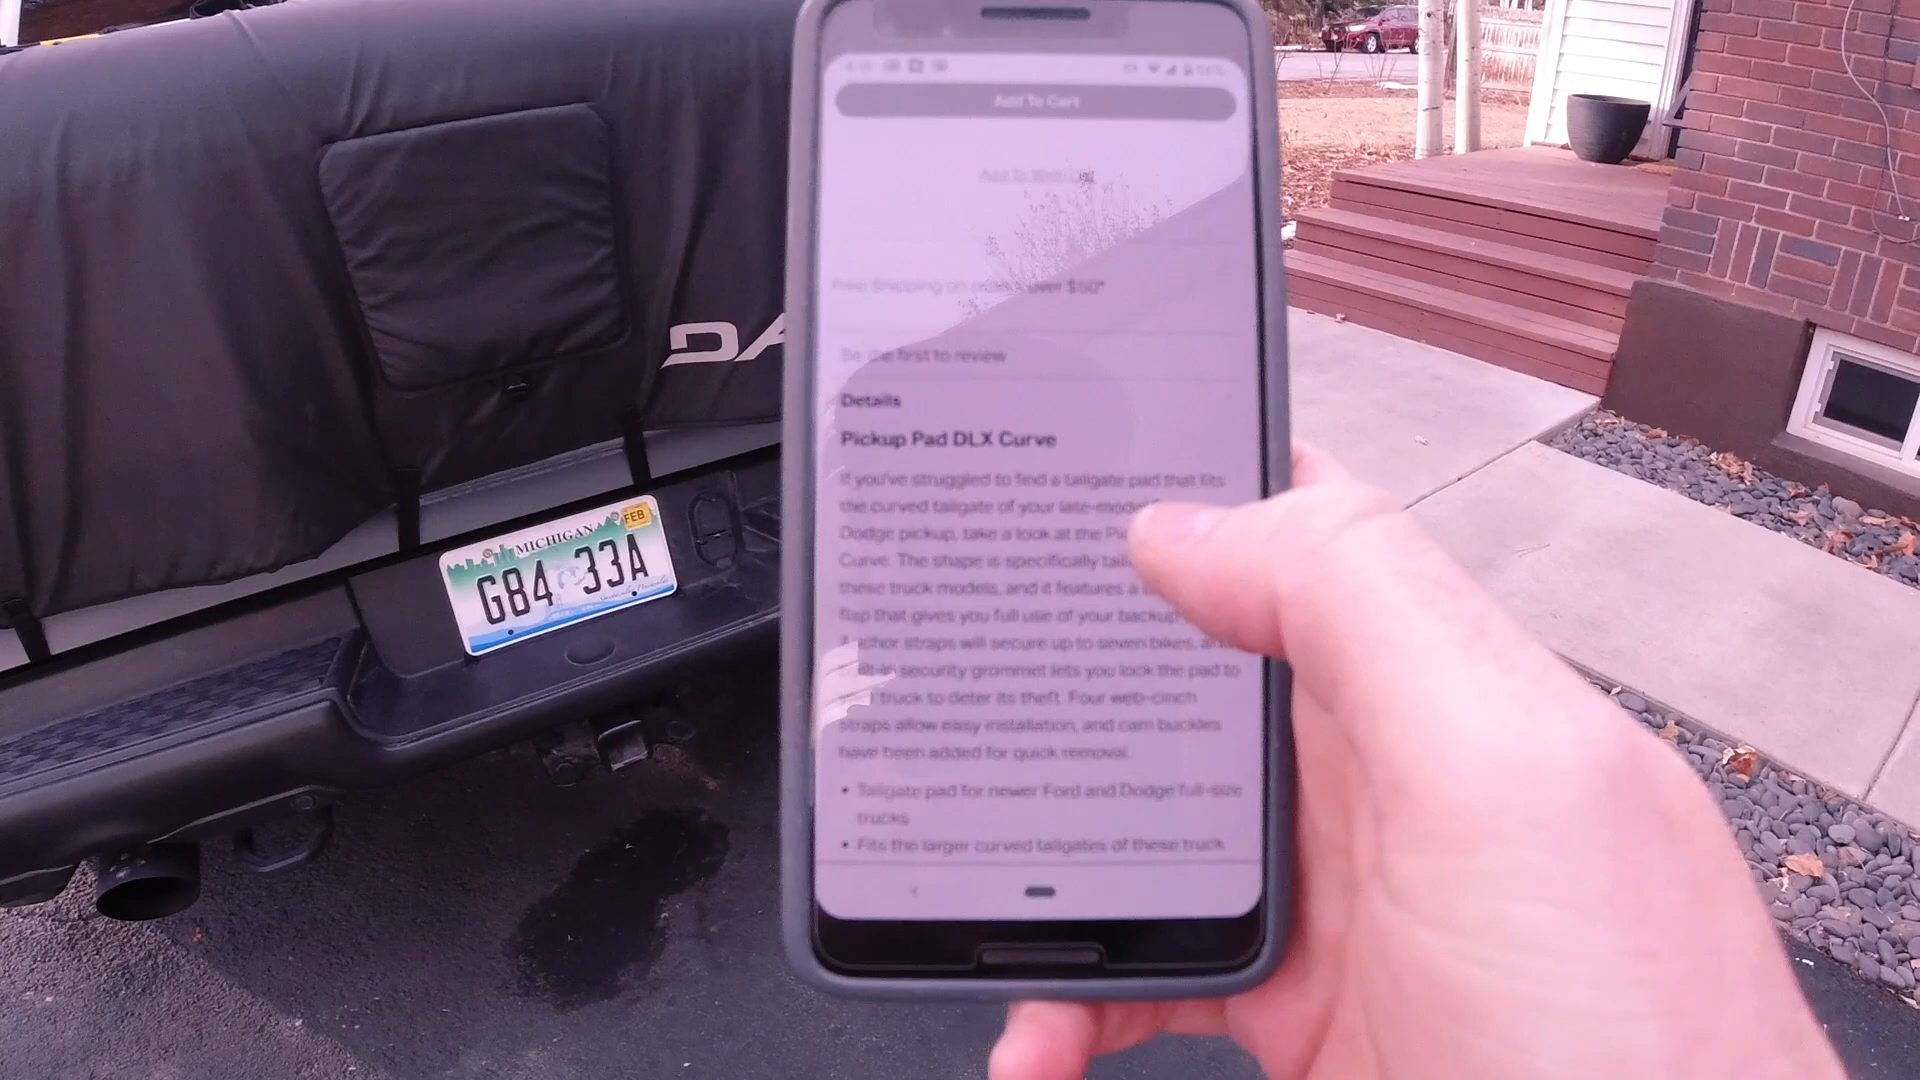 DA
FEB
MICHIGAN
G84 33A
Add To Cart
Add To Wish List
Free Shipping on orders over $50*
Be the first to review
Details
Pickup Pad DLX Curve
If you've struggled to find a tailgate pad that fits
the curved tailgate of your late-model
Dodge pickup, take a look at the
Curve. The shape is specifically
these truck models, and it features a
flap that gives you full use of your backup
Anchor straps will secure up to seven bikes,
built-in security grommet lets you lock the pad to
truck to deter its theft. Four web-cinch
straps allow easy installation, and cam buckles
have been added for quick removal.
• Tailgate pad for newer Ford and Dodge full-size
trucks
• Fits the larger curved tailgates of these truck